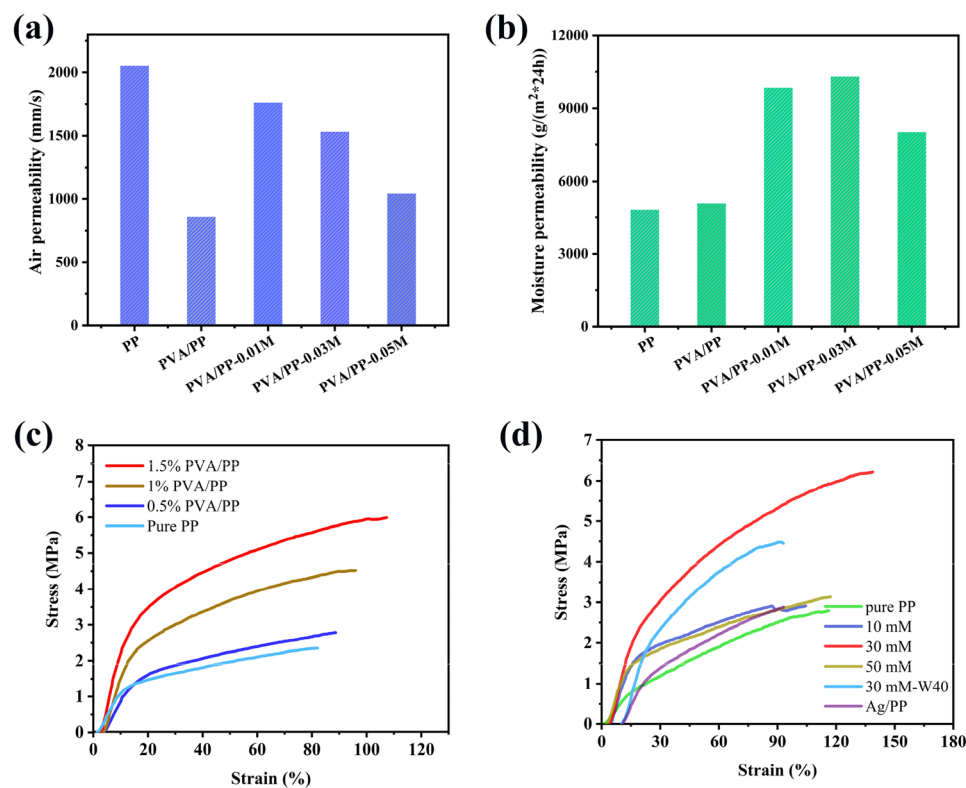 (a)
Air permeability (mm/s)
2000
1500
1000
500
0
PP
PVA/PP
PVA/PP-0.01M
PVA/PP-0.03M
PVA/PP-0.05M
(b)
Moisture permeability (g/(m²*24h))
12000
9000
6000
3000
0
PP
PVA/PP
PVA/PP-0.01M
PVA/PP-0.03M
PVA/PP-0.05M
(c)
Stress (MPa)
8
7
6
5
4
3
2
1
0
1.5% PVA/PP
1% PVA/PP
0.5% PVA/PP
Pure PP
0 20 40 60 80 100 120
Strain (%)
(d)
Stress (MPa)
7
6
5
4
3
2
1
0
pure PP
10 mM
30 mM
50 mM
30 mM-W40
Ag/PP
0 30 60 90 120 150 180
Strain (%)